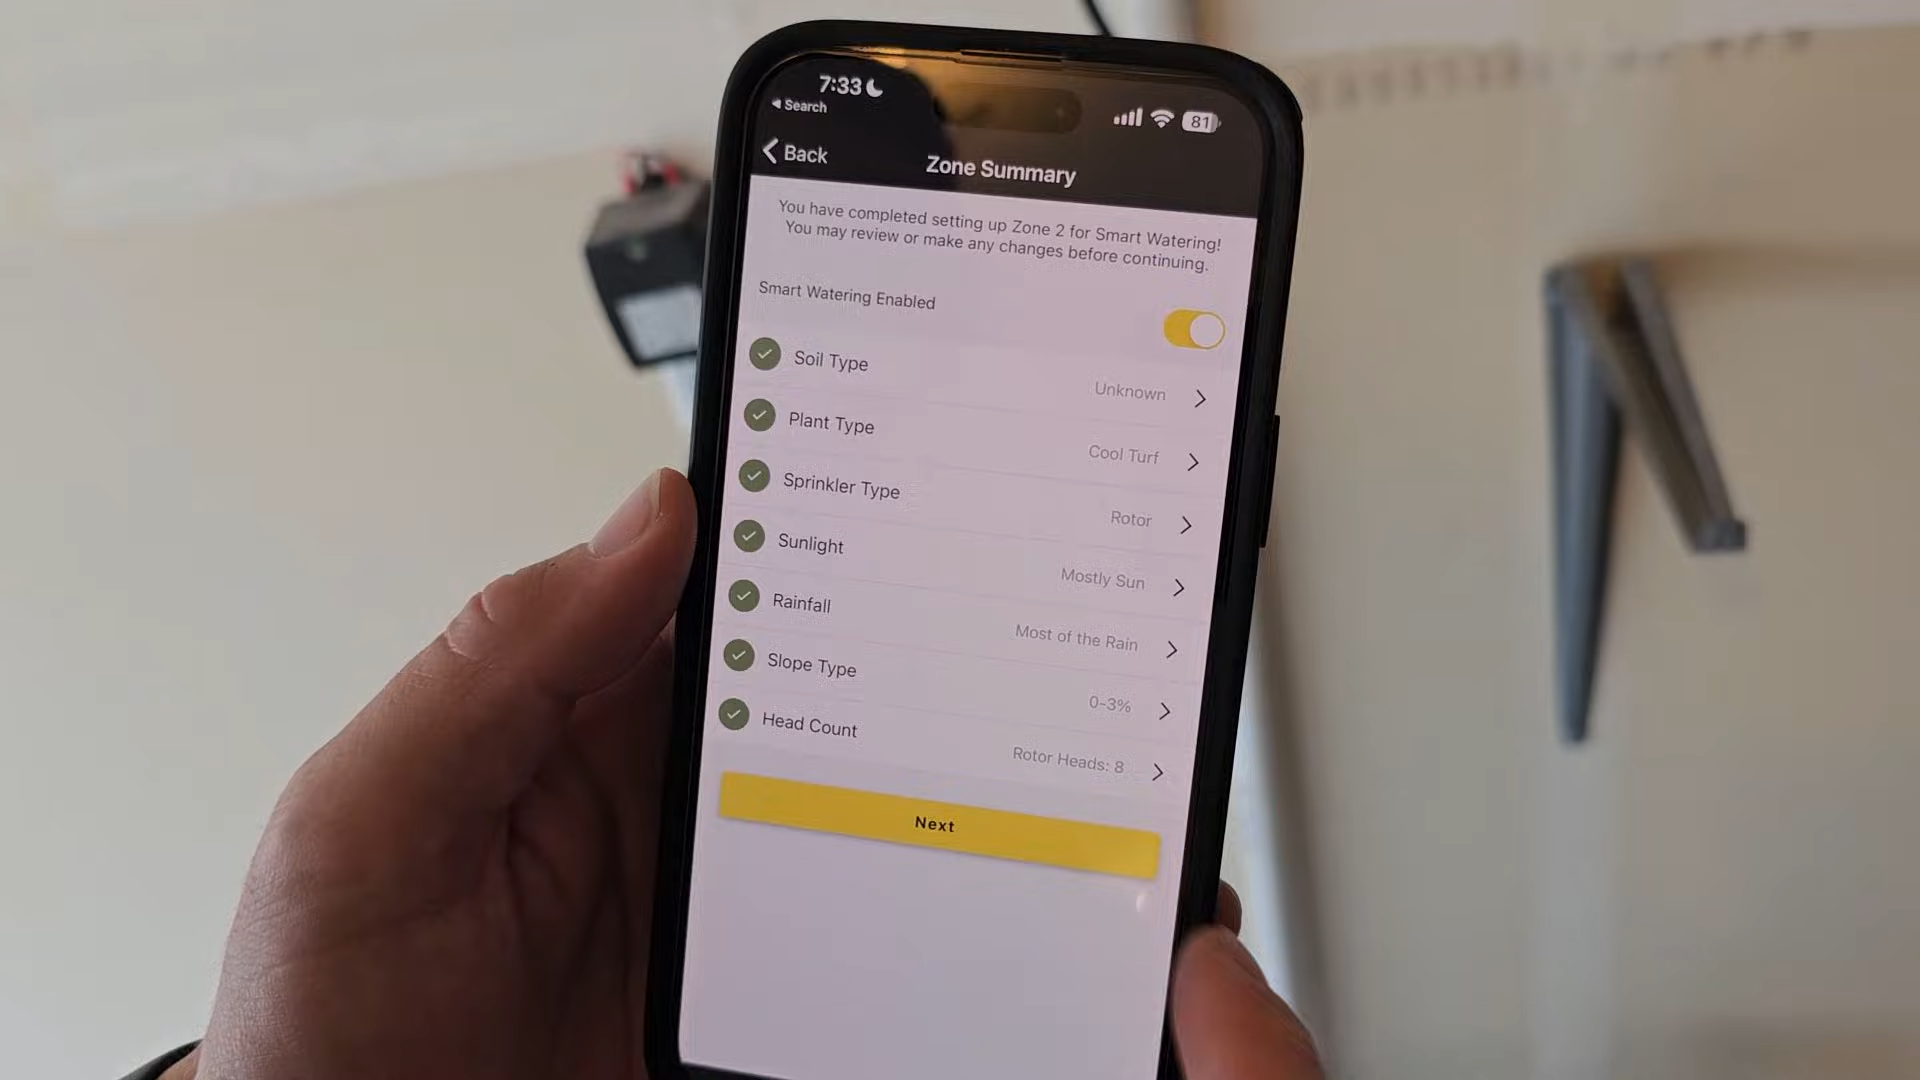 7:33
Search
81
Back
Zone Summary
You have completed setting up Zone 2 for Smart Watering!
You may review or make any changes before continuing.
Smart Watering Enabled
Soil Type
Unknown
Plant Type
Cool Turf
Sprinkler Type
Rotor
Sunlight
Mostly Sun
Rainfall
Most of the Rain
Slope Type
0-3%
Head Count
Rotor Heads: 8
Next